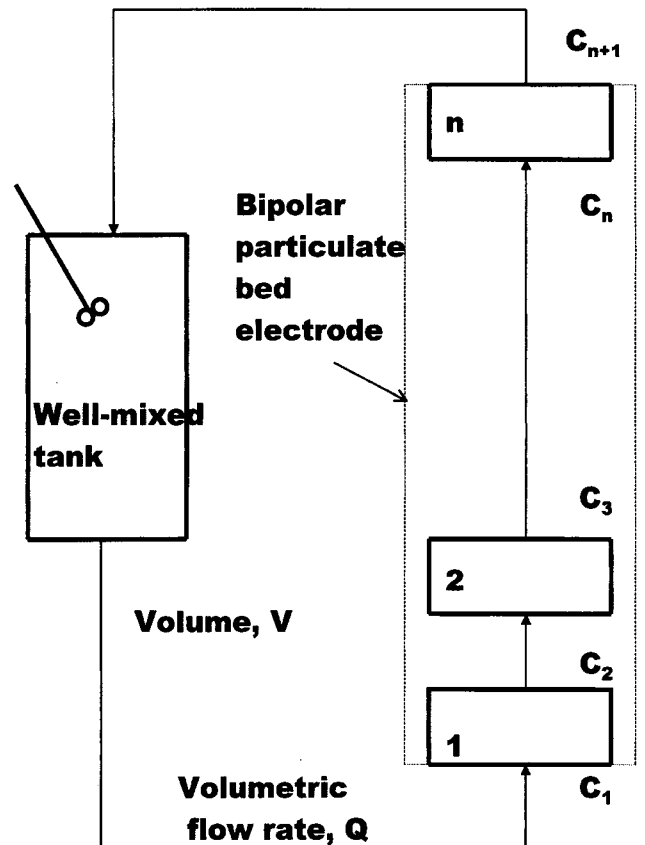 C_{n+1}
n
Bipolar
particulate
bed
electrode
C_n
Well-mixed
tank
C_3
2
Volume, V
C_2
1
Volumetric
flow rate, Q
C_1